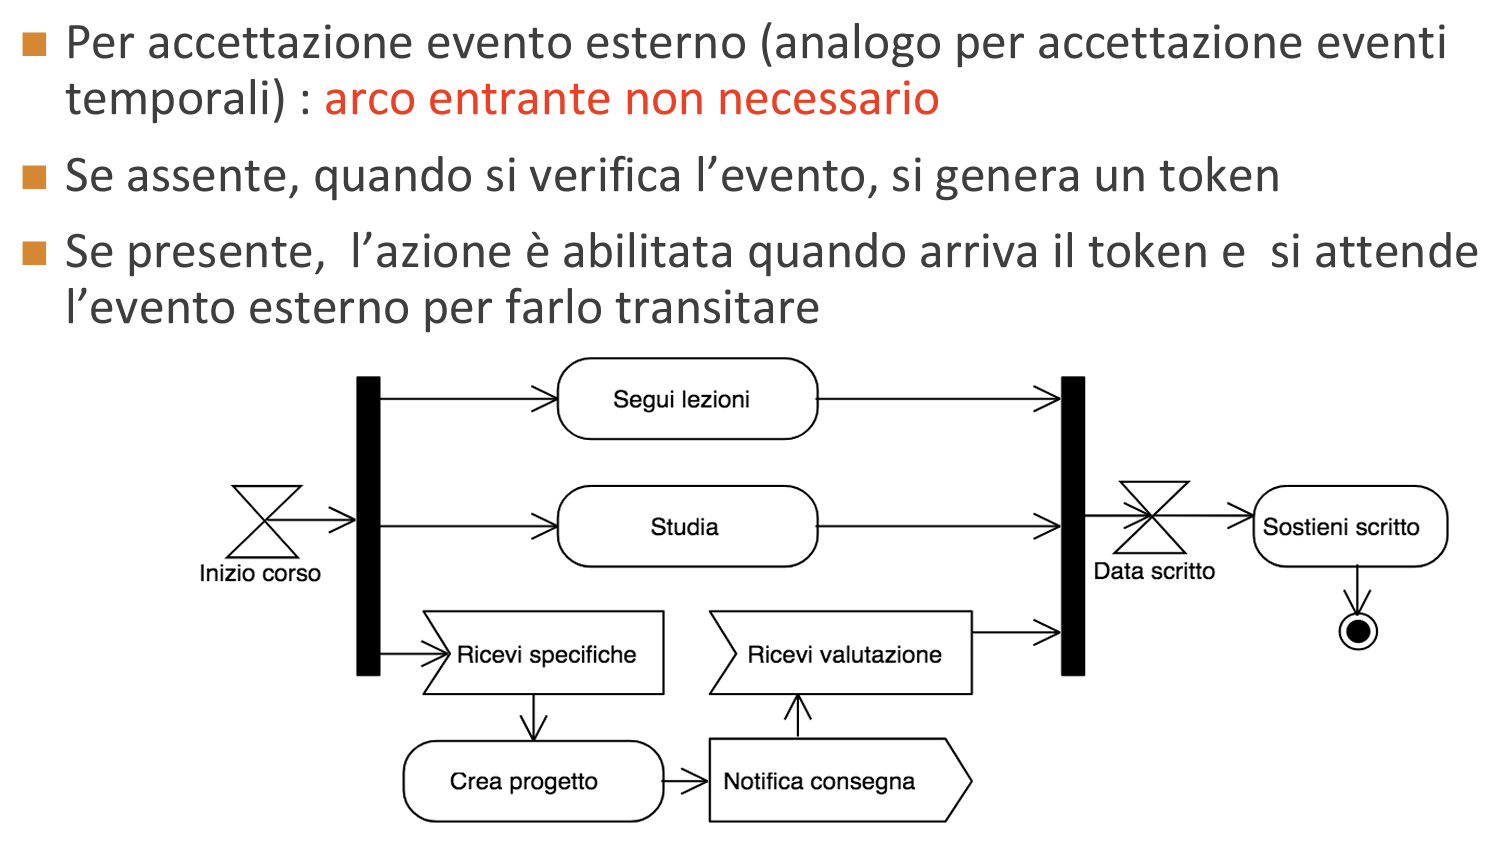 Per accettazione evento esterno (analogo per accettazione eventi
temporali) : arco entrante non necessario
Se assente, quando si verifica l’evento, si genera un token
Se presente,  l’azione è abilitata quando arriva il token e  si attende
l’evento esterno per farlo transitare
Segui lezioni
Studia
Inizio corso
Data scritto
Sostieni scritto
Ricevi specifiche
Ricevi valutazione
Crea progetto
Notifica consegna